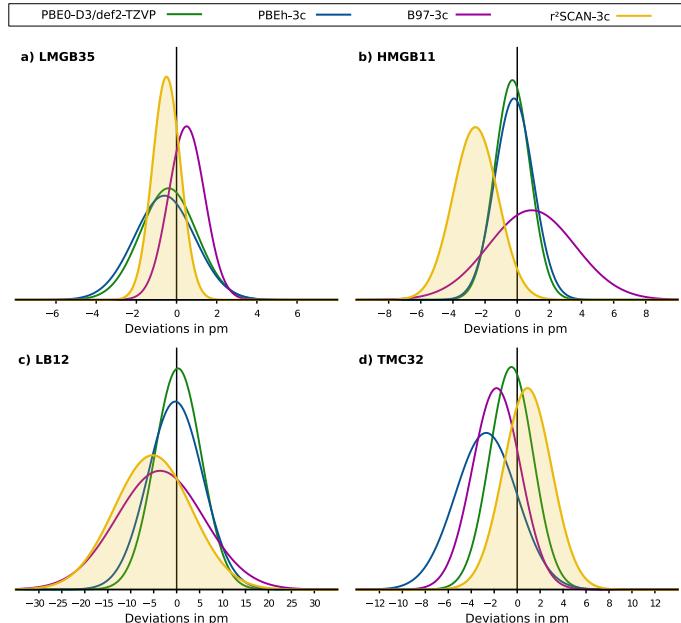 PBE0-D3/def2-TZVP PBEh-3c B97-3c r²SCAN-3c
a) LMGB35
−6 −4 −2 0 2 4 6
Deviations in pm
b) HMGB11
−8 −6 −4 −2 0 2 4 6 8
Deviations in pm
c) LB12
−30 −25 −20 −15 −10 −5 0 5 10 15 20 25 30
Deviations in pm
d) TMC32
−12 −10 −8 −6 −4 −2 0 2 4 6 8 10 12
Deviations in pm